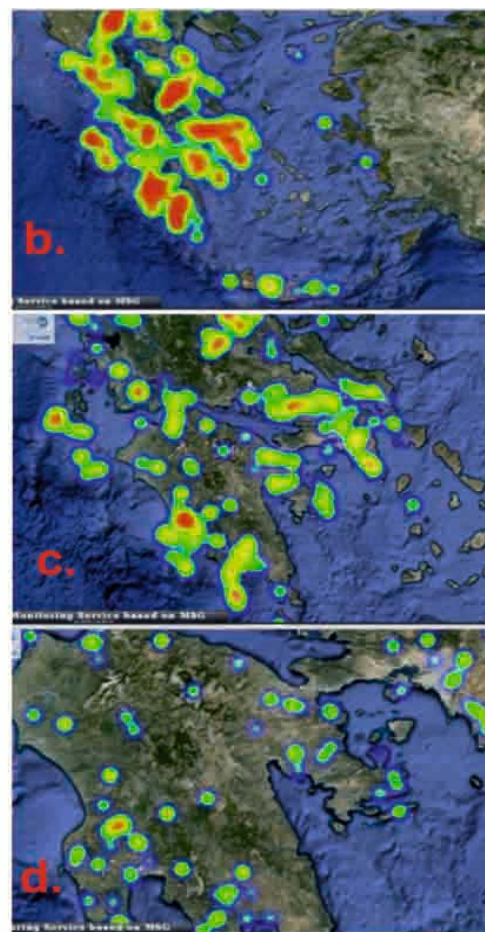 b.
Service based on MSG
c.
Monitoring Service based on MSG
d.
Service based on MSG